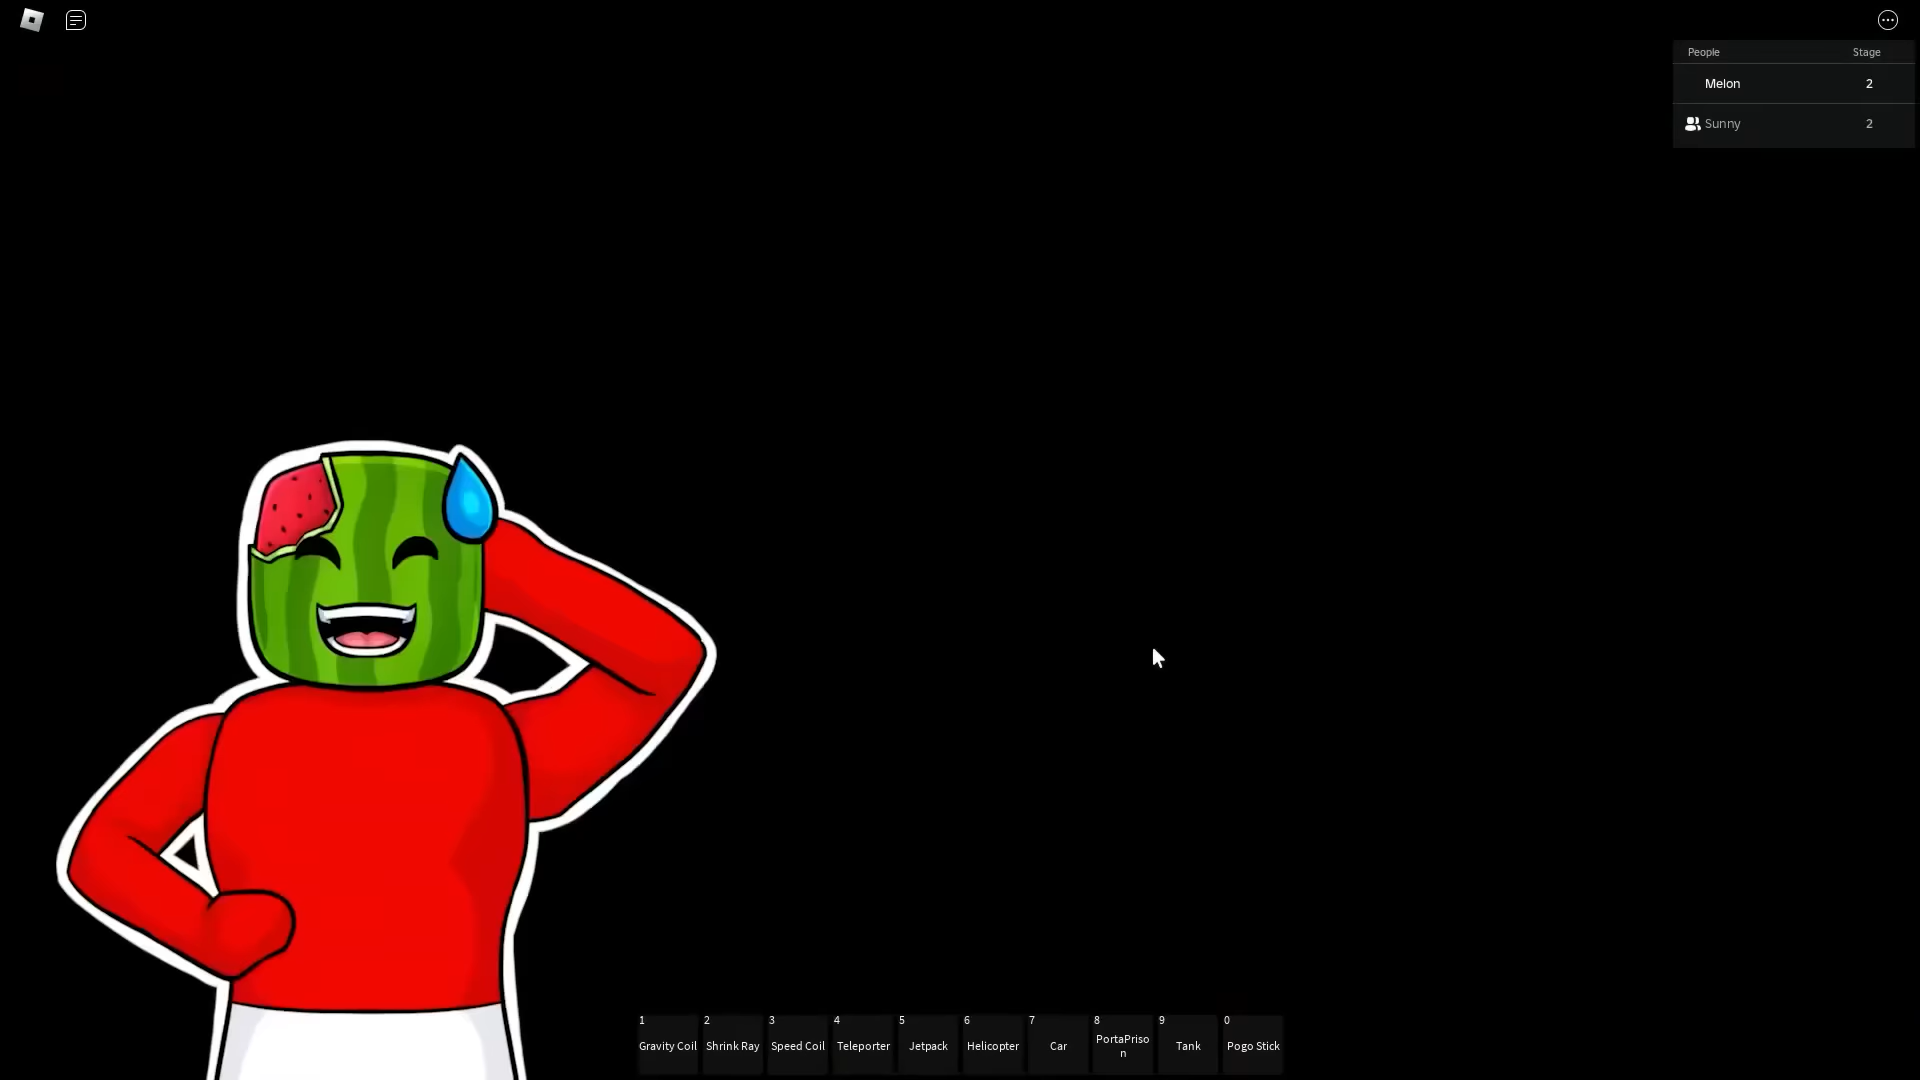 People Stage
Melon 2
Sunny 2
1 2 3 4 5 6 7 8 9 0
Gravity Coil Shrink Ray Speed Coil Teleporter Jetpack Helicopter Car PortaPriso Tank Pogo Stick
n